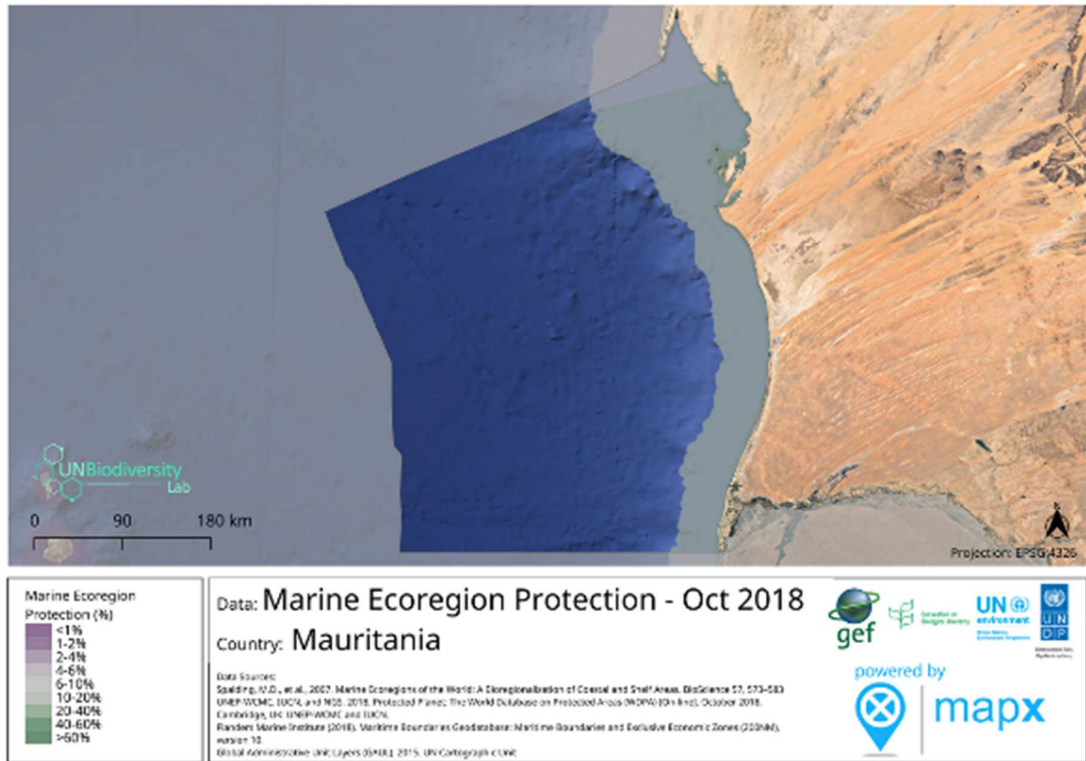 UNBiodiversity
Lab
0 90 180 km
N
Projection: EPSG:4326
Marine Ecoregion
Protection (%)
<1%
1-2%
2-4%
4-6%
6-10%
10-20%
20-40%
40-60%
>60%
Data: Marine Ecoregion Protection - Oct 2018
Country: Mauritania
Data Sources:
Spalding, M.D., et al., 2007. Marine Ecoregions of the World: A Bioregionalization of Coastal and Shelf Areas. BioScience 57, 573-583
UNEP-WCMC, IUCN, and NGS. 2018. Protected Planet; The World Database on Protected Areas (WDPA) [On-line], October 2018.
Cambridge, UK: UNEP-WCMC and IUCN.
Flanders Marine Institute (2018). Maritime Boundaries Geodatabase: Maritime Boundaries and Exclusive Economic Zones (200NM),
version 10.
Global Administrative Unit Layers (GAUL), 2015. UN Cartographic Unit
gef
UN
environment
UN
DP
powered by
mapx